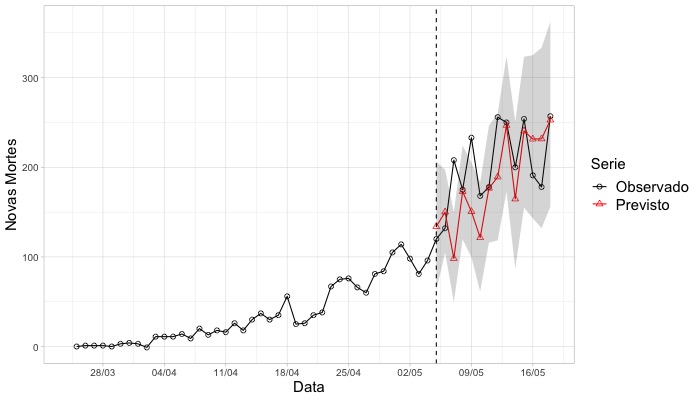 Novas Mortes
300
200
100
0
28/03
04/04
11/04
18/04
25/04
02/05
09/05
16/05
Data
Serie
Observado
Previsto